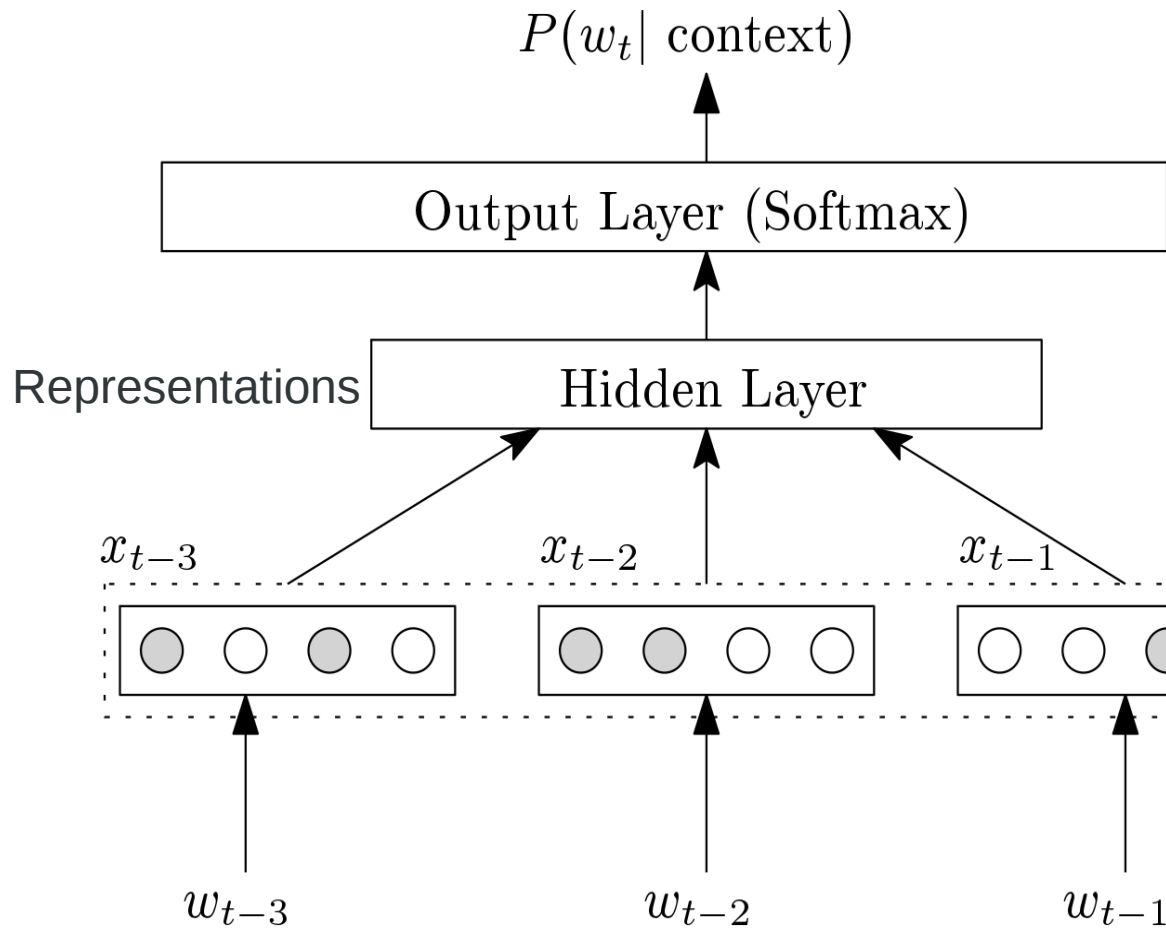 P(w_t| context)
Output Layer (Softmax)
Representations
Hidden Layer
x_{t−3} x_{t−2} x_{t−1}
w_{t−3} w_{t−2} w_{t−1}